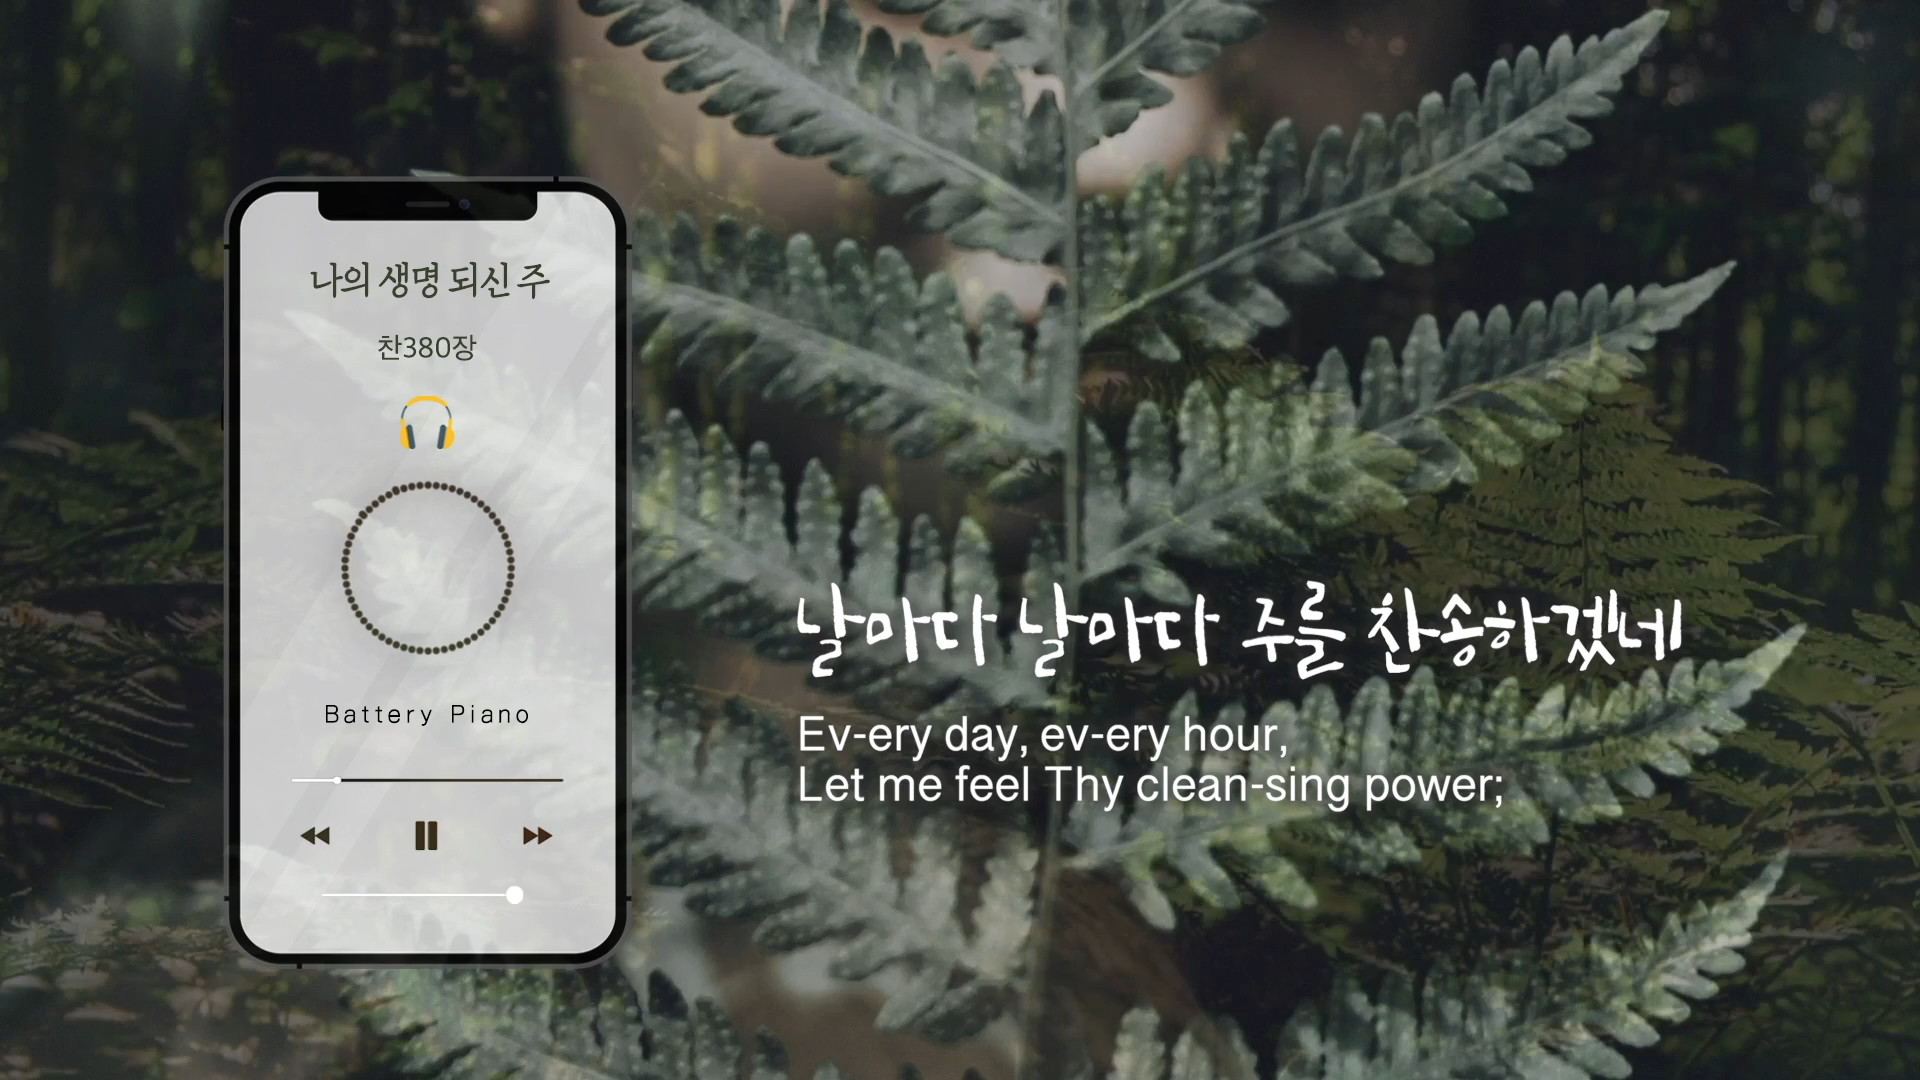 나의 생명 되신 주
찬380장
Battery Piano
날마다 날마다 주를 찬송하겠네
Ev-ery day, ev-ery hour,
Let me feel Thy clean-sing power;